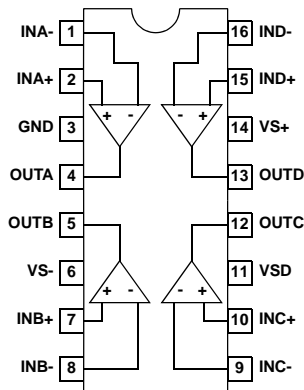 INA- 1 16 IND-
INA+ 2 15 IND+
+ - - +
GND 3 14 VS+
OUTA 4 13 OUTD
OUTB 5 12 OUTC
VS- 6 11 VSD
+ - - +
INB+ 7 10 INC+
INB- 8 9 INC-